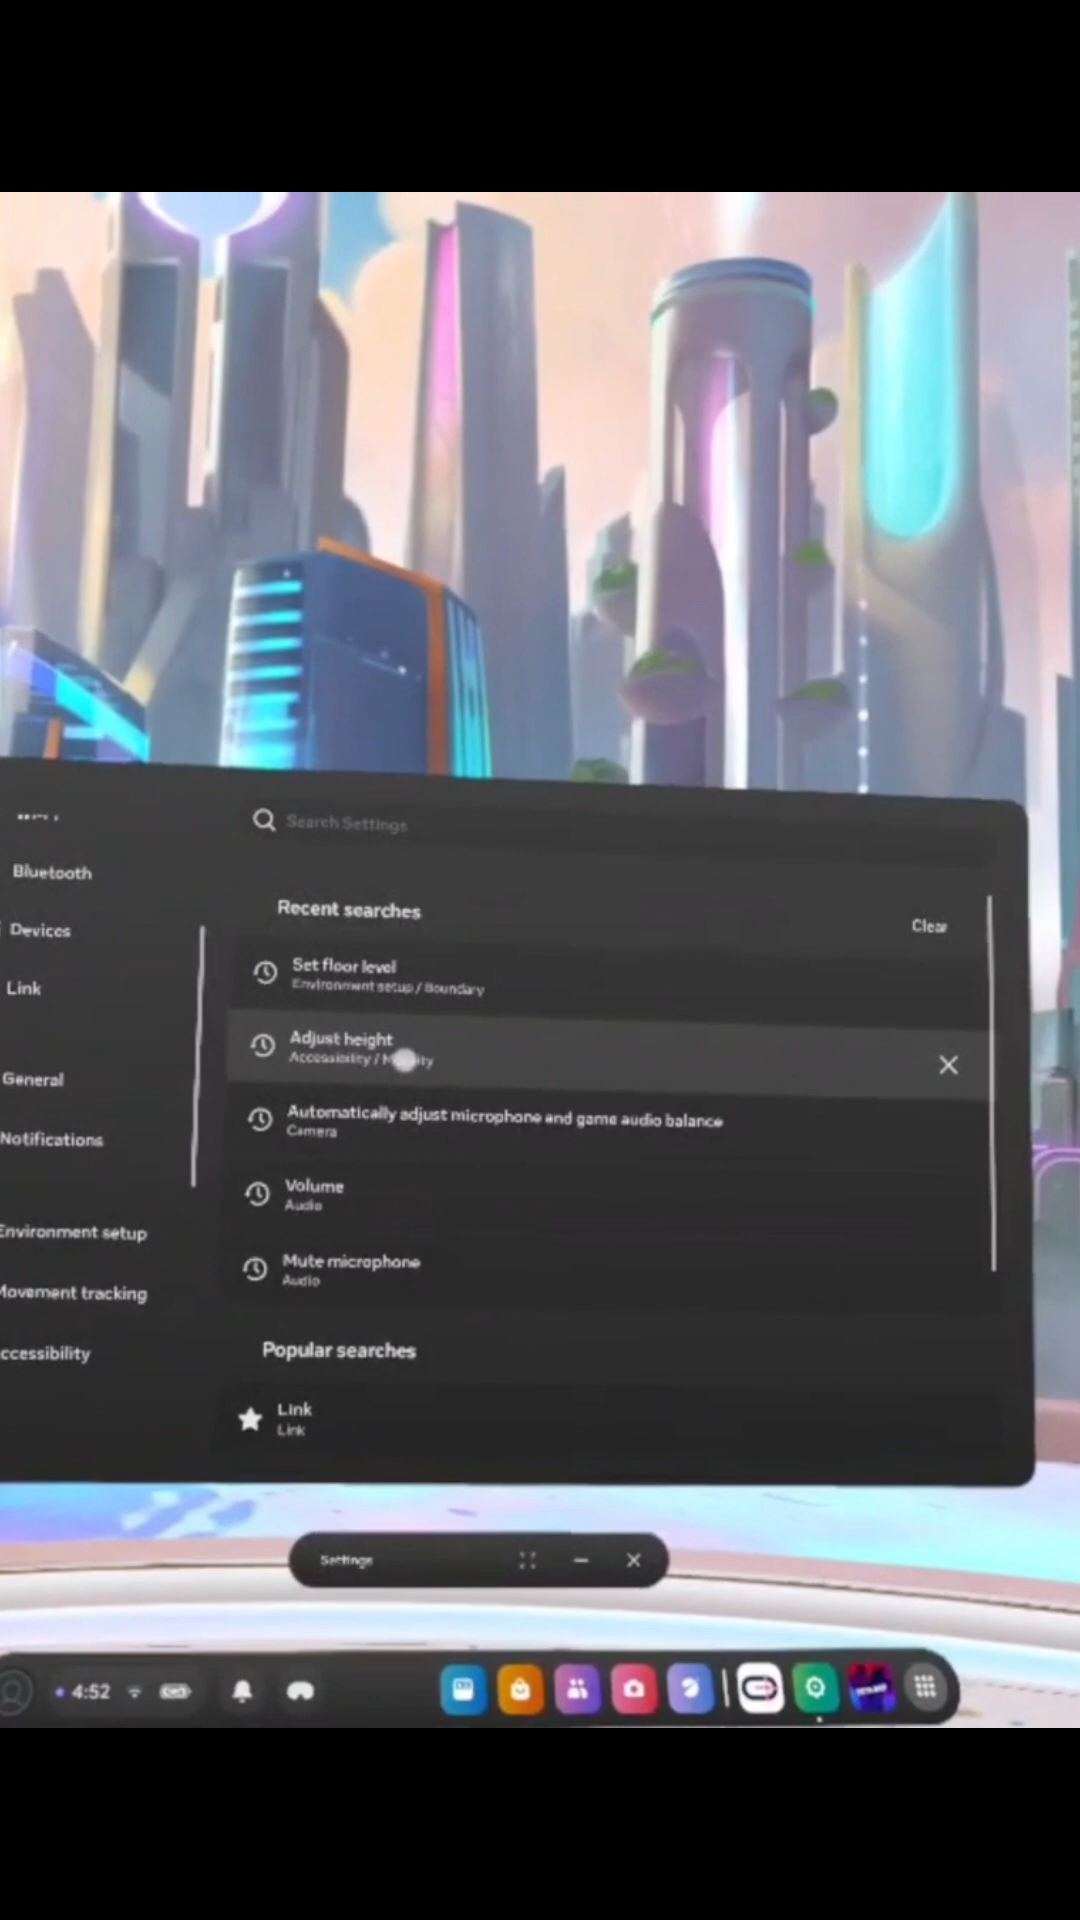 Search Settings
Bluetooth
Devices
Link
General
Notifications
Environment setup
Movement tracking
ccessibility
Recent searches
Clear
Set floor level
Environment setup / Boundary
Adjust height
Accessibility /
Automatically adjust microphone and game audio balance
Camera
Volume
Audio
Mute microphone
Audio
Popular searches
Link
Link
Settings
4:52